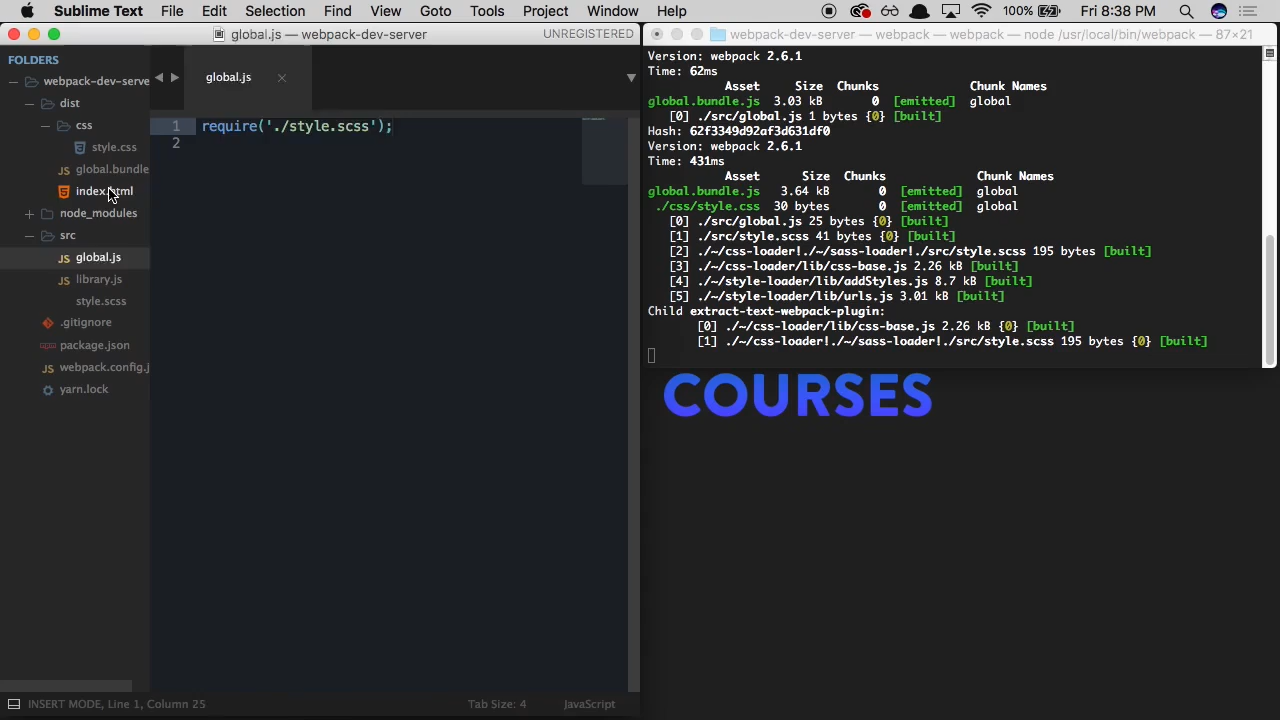 Sublime Text File Edit Selection Find View Goto Tools Project Window Help 100% Fri 8:38 PM
global.js — webpack-dev-server UNREGISTERED
webpack-dev-server — webpack — webpack — node /usr/local/bin/webpack — 87×21
FOLDERS
webpack-dev-serve
dist
css
style.css
global.bundle
index.html
node_modules
src
global.js
library.js
style.scss
.gitignore
package.json
webpack.config.j
yarn.lock
global.js
1 require('./style.scss');
2
Version: webpack 2.6.1
Time: 62ms
Asset Size Chunks Chunk Names
global.bundle.js 3.03 kB 0 [emitted] global
[0] ./src/global.js 1 bytes {0} [built]
Hash: 62f3349d92af3d631df0
Version: webpack 2.6.1
Time: 431ms
Asset Size Chunks Chunk Names
global.bundle.js 3.64 kB 0 [emitted] global
./css/style.css 30 bytes 0 [emitted] global
[0] ./src/global.js 25 bytes {0} [built]
[1] ./src/style.scss 41 bytes {0} [built]
[2] ./~/css-loader!./~/sass-loader!./src/style.scss 195 bytes [built]
[3] ./~/css-loader/lib/css-base.js 2.26 kB [built]
[4] ./~/style-loader/lib/addStyles.js 8.7 kB [built]
[5] ./~/style-loader/lib/urls.js 3.01 kB [built]
Child extract-text-webpack-plugin:
[0] ./~/css-loader/lib/css-base.js 2.26 kB {0} [built]
[1] ./~/css-loader!./~/sass-loader!./src/style.scss 195 bytes {0} [built]
COURSES
INSERT MODE, Line 1, Column 25 Tab Size: 4 JavaScript